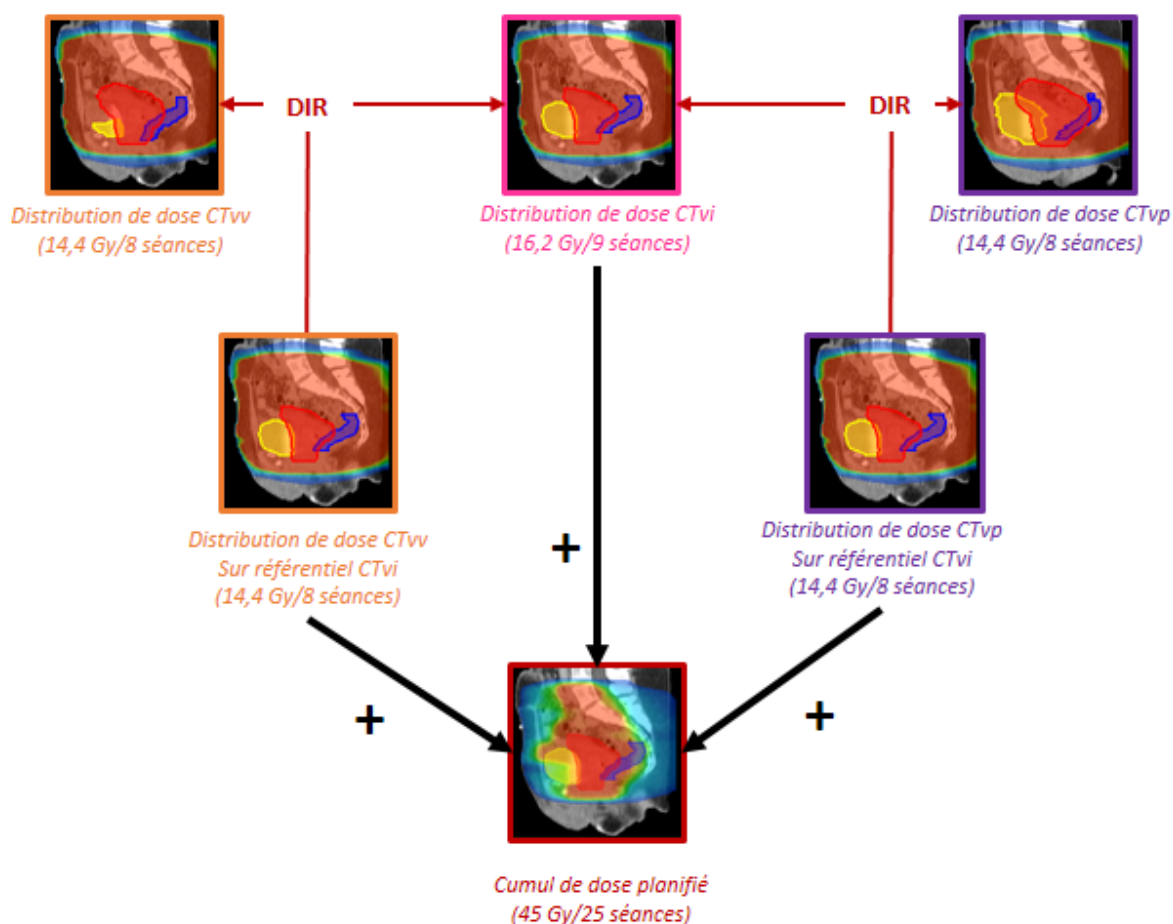 DIR
DIR
Distribution de dose CTvv
(14,4 Gy/8 séances)
Distribution de dose CTvi
(16,2 Gy/9 séances)
Distribution de dose CTvp
(14,4 Gy/8 séances)
Distribution de dose CTvv
Sur référentiel CTvi
(14,4 Gy/8 séances)
+
Distribution de dose CTvp
Sur référentiel CTvi
(14,4 Gy/8 séances)
+
+
Cumul de dose planifié
(45 Gy/25 séances)